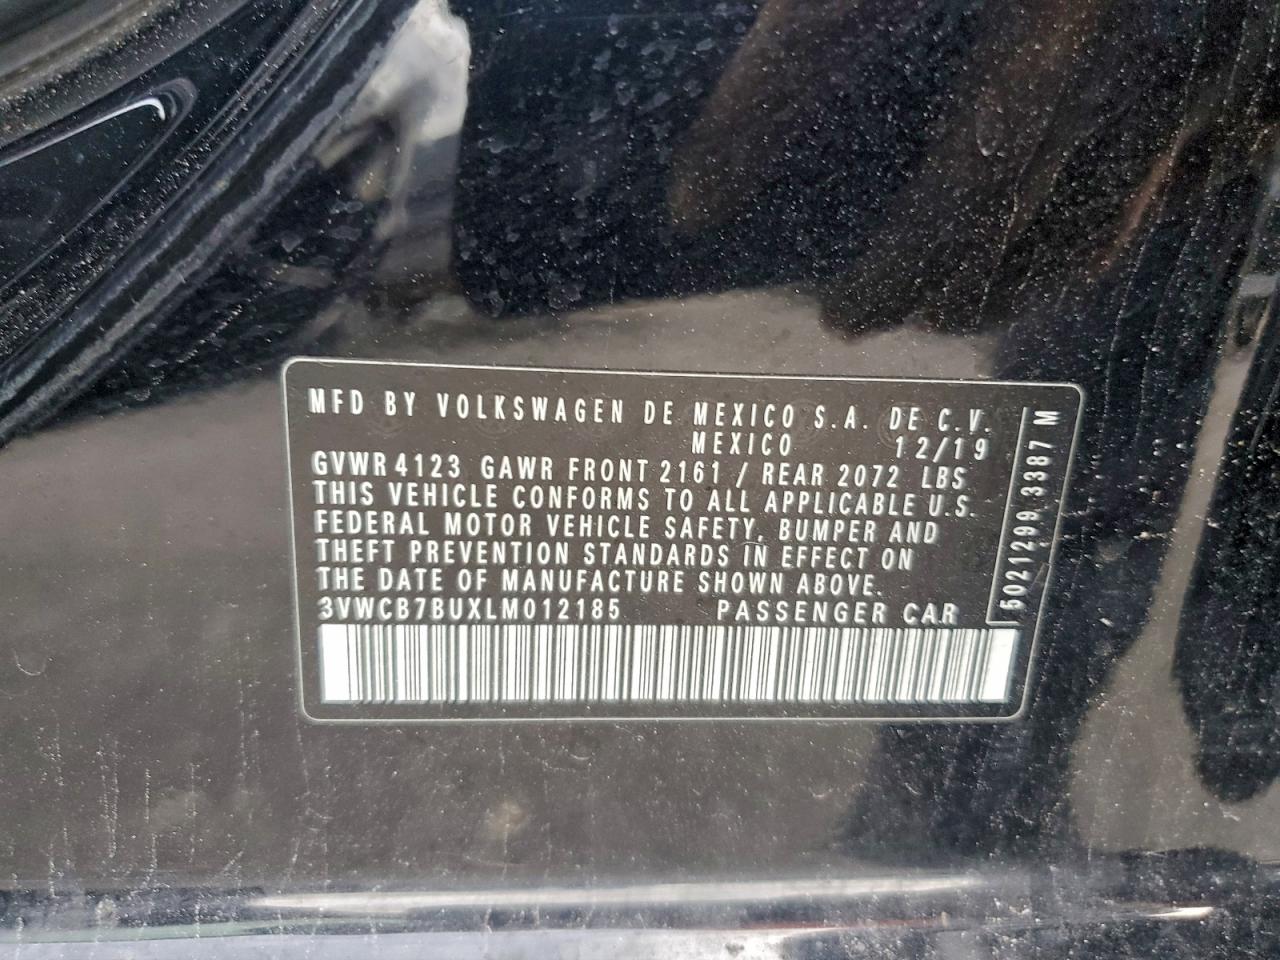 MFD BY VOLKSWAGEN DE MEXICO S.A. DE C.V.
MEXICO 12/19
GVWR 4123 GAWR FRONT 2161 / REAR 2072 LBS
THIS VEHICLE CONFORMS TO ALL APPLICABLE U.S.
FEDERAL MOTOR VEHICLE SAFETY, BUMPER AND
THEFT PREVENTION STANDARDS IN EFFECT ON
THE DATE OF MANUFACTURE SHOWN ABOVE.
3VWCB7BUXLM012185 PASSENGER CAR
5021299 3387 M